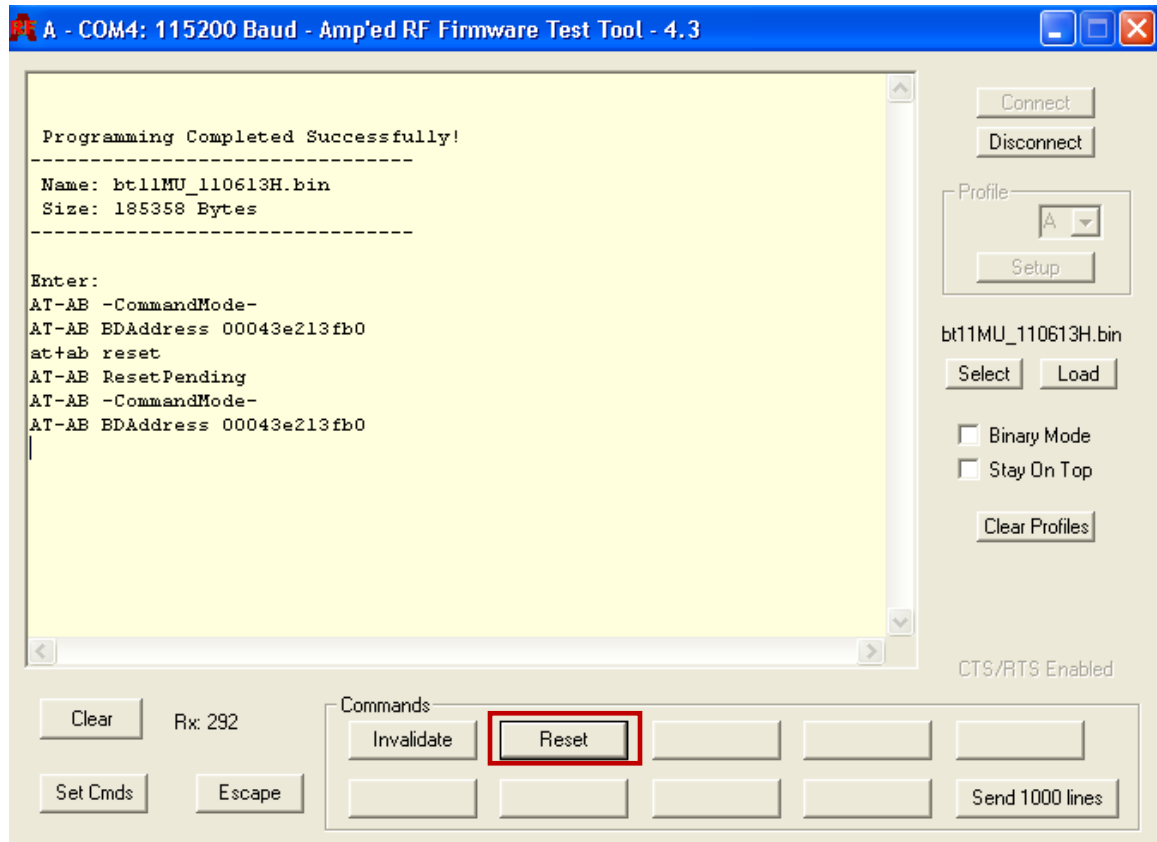 A - COM4: 115200 Baud - Amp'ed RF Firmware Test Tool - 4.3
Programming Completed Successfully!
--------------------------------
Name: bt11MU_110613H.bin
Size: 185358 Bytes
--------------------------------
Enter:
AT-AB -CommandMode-
AT-AB BDAddress 00043e213fb0
at+ab reset
AT-AB ResetPending
AT-AB -CommandMode-
AT-AB BDAddress 00043e213fb0
Connect
Disconnect
Profile
A
Setup
bt11MU_110613H.bin
Select Load
Binary Mode
Stay On Top
Clear Profiles
CTS/RTS Enabled
Clear Rx: 292
Set Cmds Escape
Commands
Invalidate Reset
Send 1000 lines